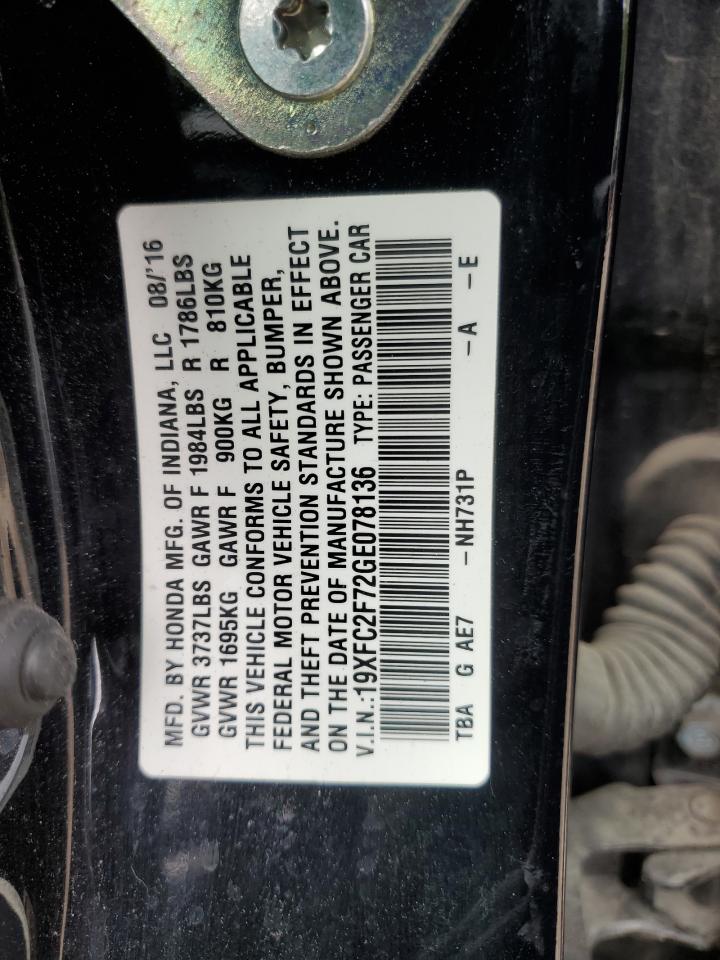 MFD. BY HONDA MFG. OF INDIANA, LLC 08/'16
GVWR 3737LBS GAWR F 1984LBS R 1786LBS
GVWR 1695KG GAWR F 900KG R 810KG
THIS VEHICLE CONFORMS TO ALL APPLICABLE
FEDERAL MOTOR VEHICLE SAFETY, BUMPER,
AND THEFT PREVENTION STANDARDS IN EFFECT
ON THE DATE OF MANUFACTURE SHOWN ABOVE.
V.I.N.:19XFC2F72GE078136 TYPE: PASSENGER CAR
TBA G AE7 -NH731P -A -E